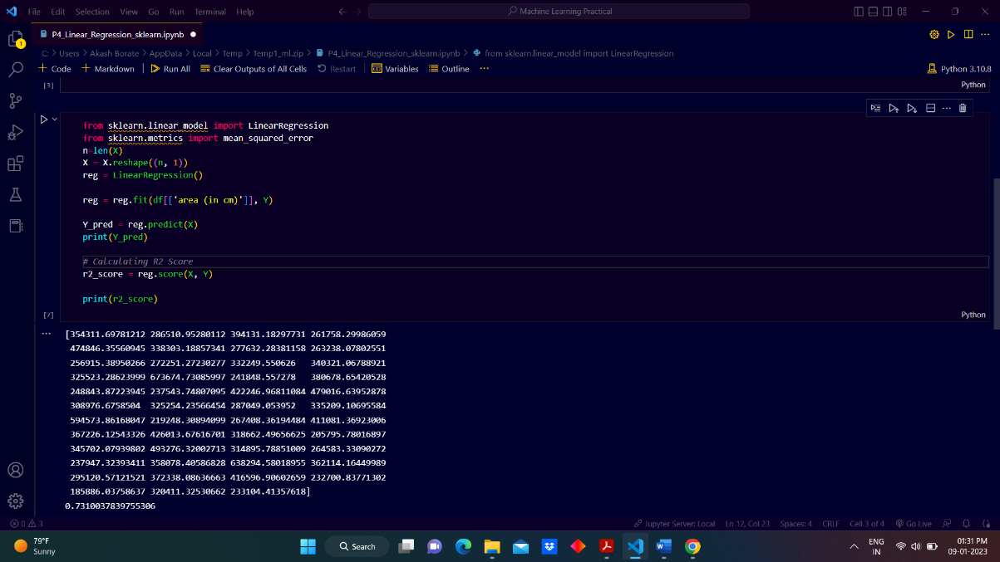 File Edit Selection View Go Run Terminal Help
Machine Learning Practical
P4_Linear_Regression_sklearn.ipynb
1
C: > Users > Akash Borate > AppData > Local > Temp > Temp1_ml.zip > P4_Linear_Regression_sklearn.ipynb > from sklearn.linear_model import LinearRegression
+ Code + Markdown Run All Clear Outputs of All Cells Restart Variables Outline ... Python 3.10.8
[3] Python
from sklearn.linear_model import LinearRegression
from sklearn.metrics import mean_squared_error
n=len(X)
X = X.reshape((n, 1))
reg = LinearRegression()
reg = reg.fit(df[['area (in cm)']], Y)
Y_pred = reg.predict(X)
print(Y_pred)
# Calculating R2 Score
r2_score = reg.score(X, Y)
print(r2_score)
[7] Python
[354311.69781212 286510.95280112 394131.18297731 261758.29986059
474846.35560945 338303.18857341 277632.28381158 263238.07802551
256915.38950266 272251.27230277 332249.550626 340321.06788921
325523.28623999 673674.73085997 241848.557278 380678.65420528
248843.87223945 237543.74807095 422246.96811084 479016.63952878
308976.6758504 325254.23566454 287049.053952 335209.10695584
594573.86168047 219248.30894099 267408.36194484 411081.36923006
367226.12543326 426013.67616701 318662.49656625 205795.78016897
345702.07939802 493276.32002713 314895.78851009 264583.33090272
237947.32393411 358078.40586828 638294.58018955 362114.16449989
295120.57121521 372338.08636663 416596.90602659 232700.83771302
185886.03758637 320411.32530662 233104.41357618]
0.7310037839755306
0 3 Jupyter Server: Local Ln 12, Col 23 Spaces: 4 CRLF Cell 3 of 4 Go Live
79°F
Sunny
Search
ENG
IN
01:31 PM
09-01-2023